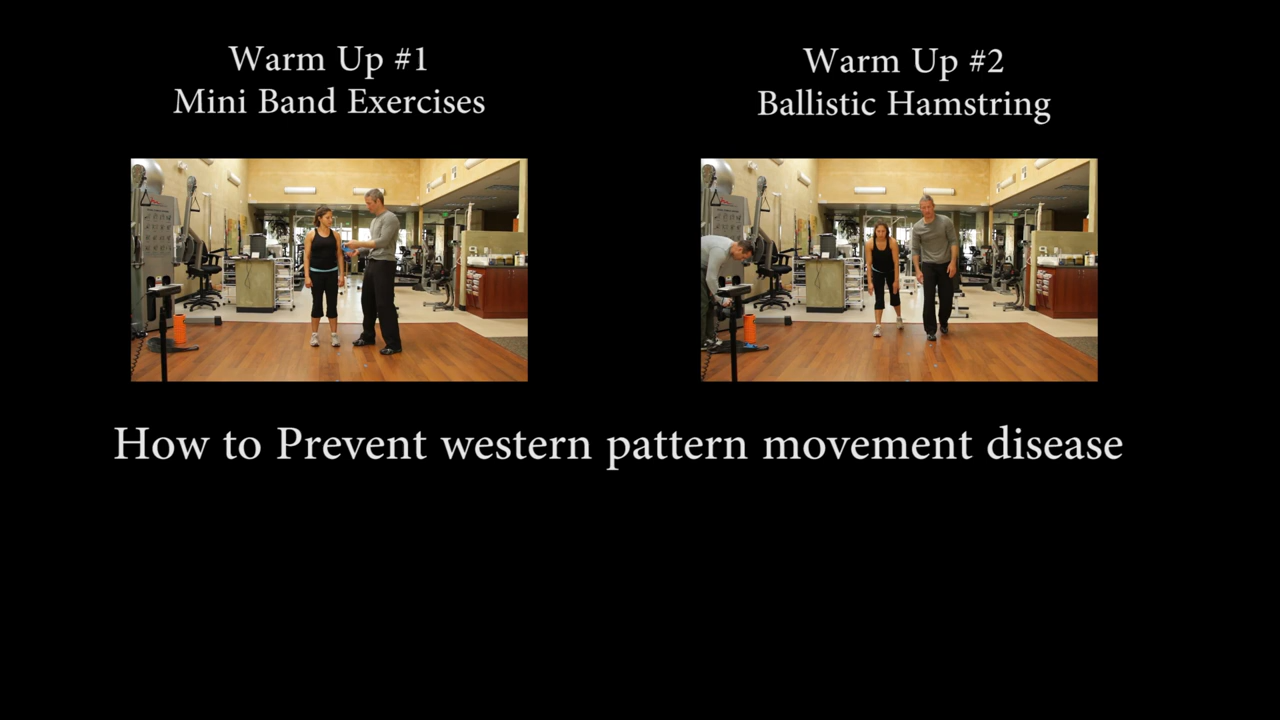 Warm Up #1
Mini Band Exercises
Warm Up #2
Ballistic Hamstring
How to Prevent western pattern movement disease